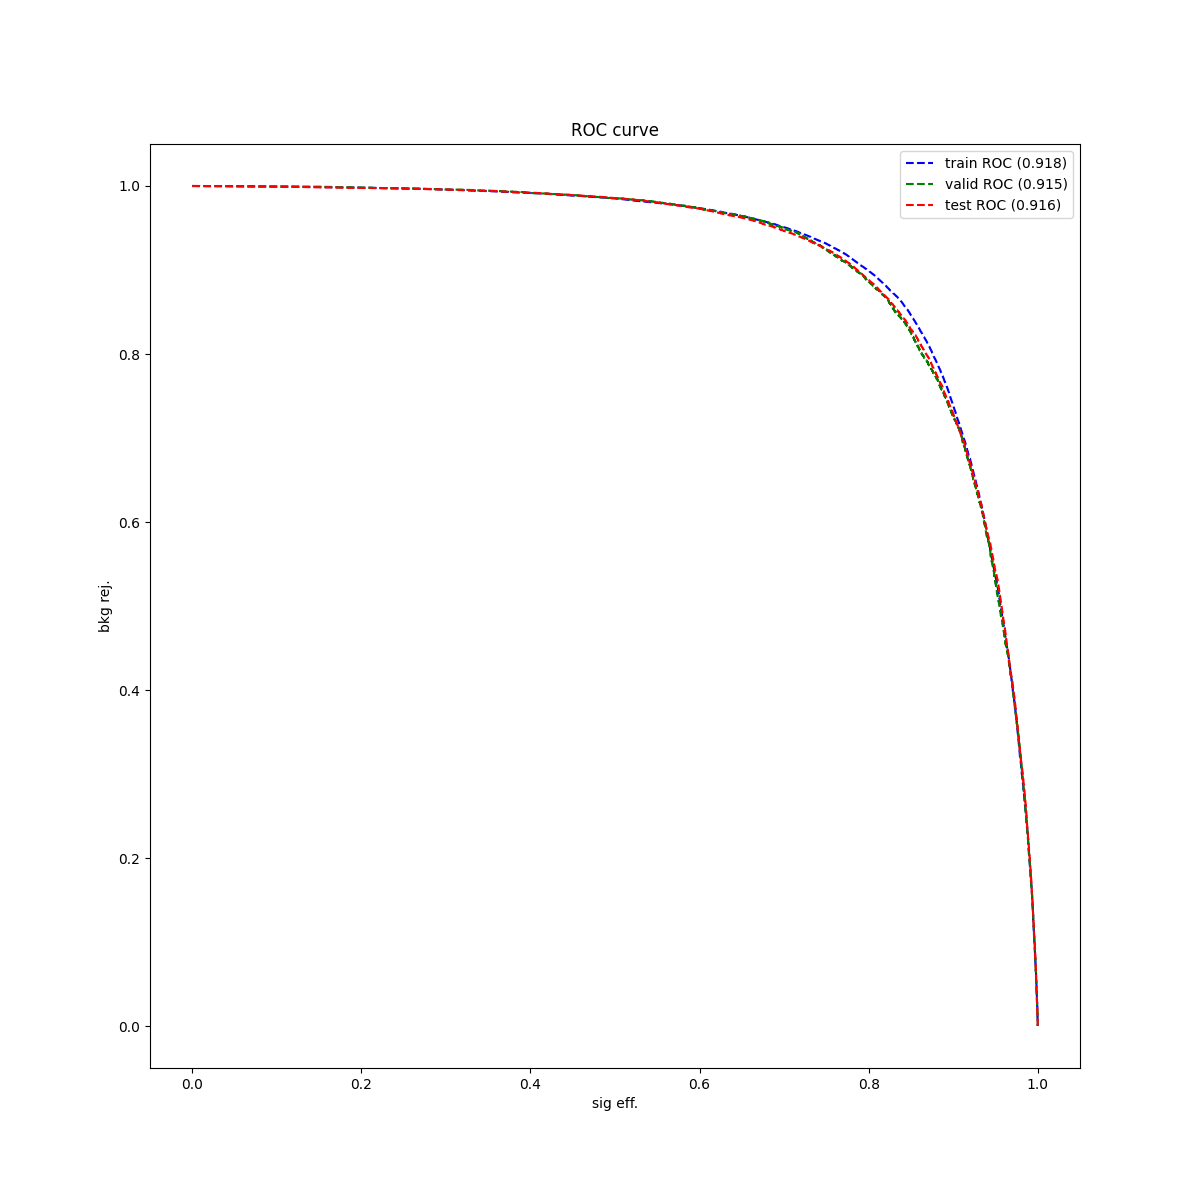 ROC curve
train ROC (0.918)
valid ROC (0.915)
test ROC (0.916)
1.0
0.8
0.6
0.4
0.2
0.0
bkg rej.
0.0 0.2 0.4 0.6 0.8 1.0
sig eff.